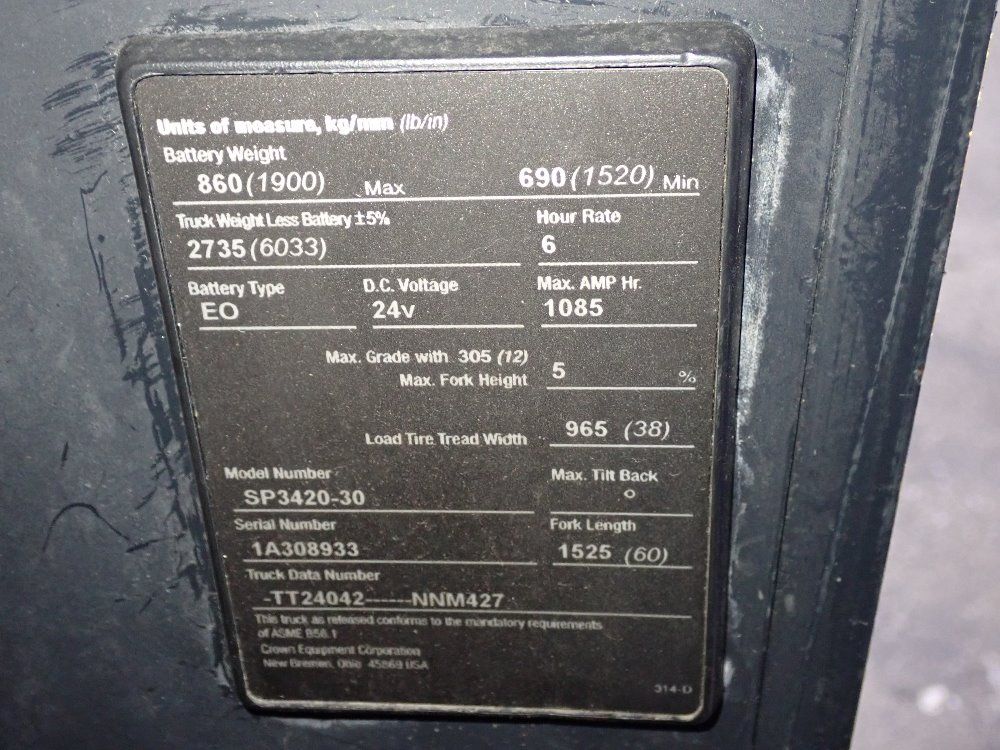 Units of measure, kg/mm (lb/in)
Battery Weight
860 (1900) Max 690 (1520) Min
Truck Weight Less Battery ±5% Hour Rate
2735 (6033) 6
Battery Type D.C. Voltage Max. AMP Hr.
EO 24v 1085
Max. Grade with 305 (12)
Max. Fork Height 5 %
Load Tire Tread Width 965 (38)
Model Number Max. Tilt Back
SP3420-30 °
Serial Number Fork Length
1A308933 1525 (60)
Truck Data Number
-TT24042------NNM427
This truck as released conforms to the mandatory requirements
of ASME B56.1
Crown Equipment Corporation
New Bremen, Ohio 45869 USA
314-D